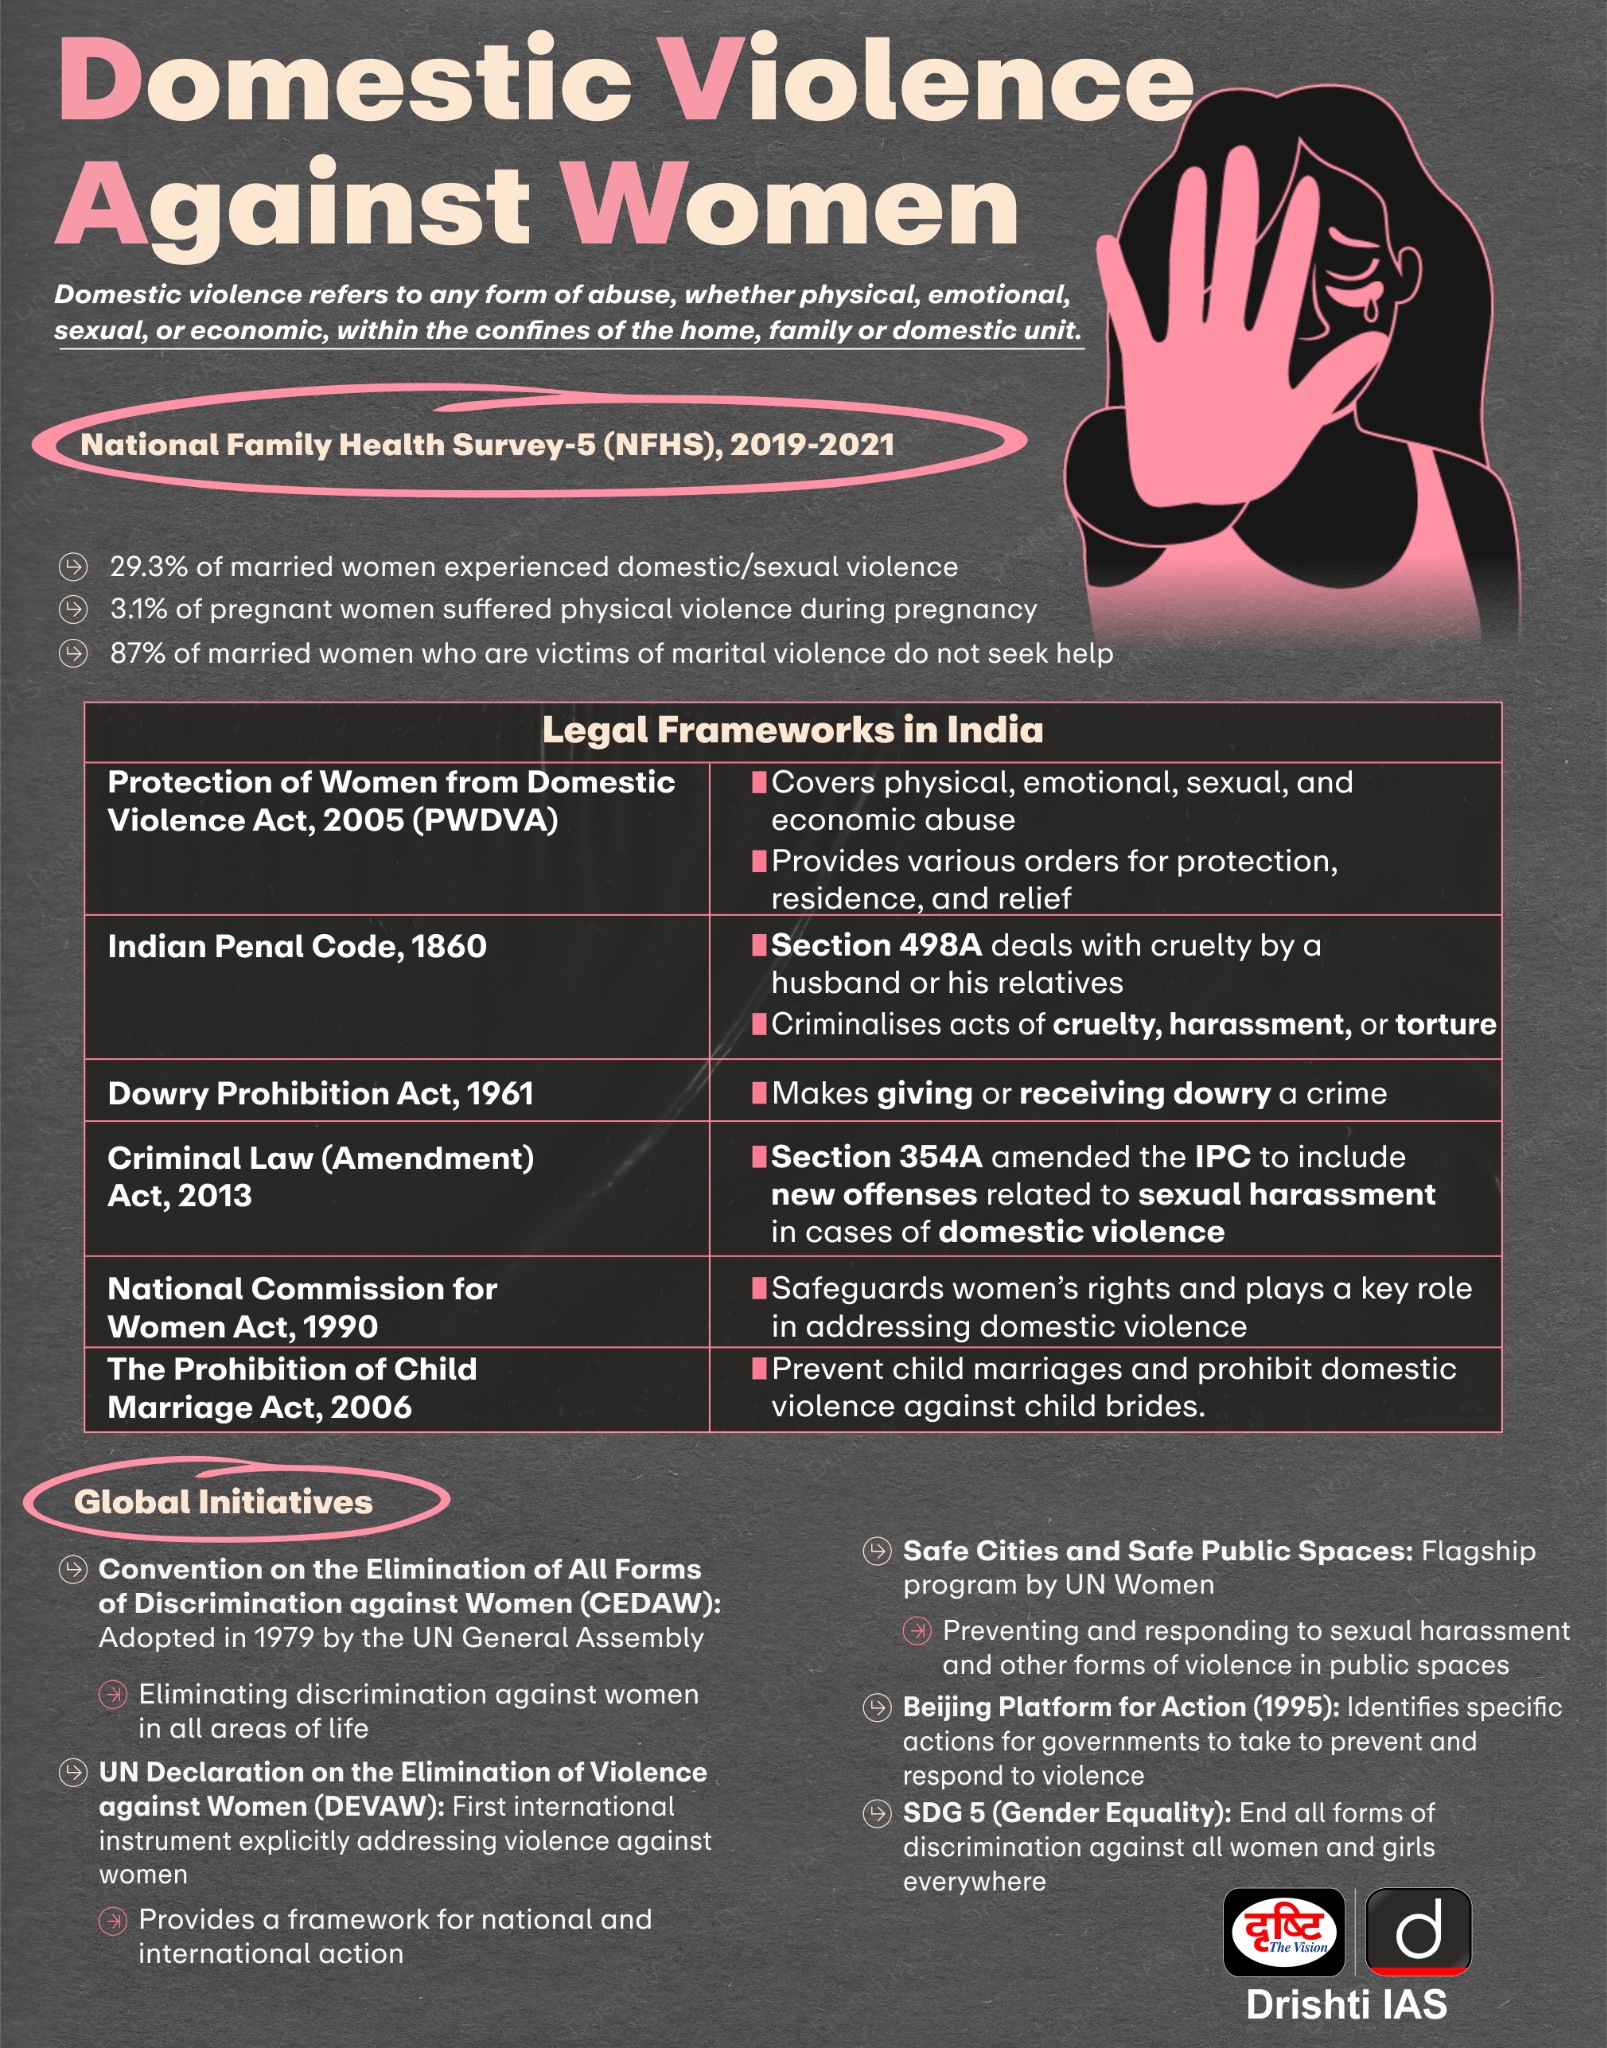 Domestic Violence
Against Women
Domestic violence refers to any form of abuse, whether physical, emotional,
sexual, or economic, within the confines of the home, family or domestic unit.
National Family Health Survey-5 (NFHS), 2019-2021
29.3% of married women experienced domestic/sexual violence
3.1% of pregnant women suffered physical violence during pregnancy
87% of married women who are victims of marital violence do not seek help
Legal Frameworks in India
Protection of Women from Domestic
Violence Act, 2005 (PWDVA)
Covers physical, emotional, sexual, and
economic abuse
Provides various orders for protection,
residence, and relief
Indian Penal Code, 1860
Section 498A deals with cruelty by a
husband or his relatives
Criminalises acts of cruelty, harassment, or torture
Dowry Prohibition Act, 1961
Makes giving or receiving dowry a crime
Criminal Law (Amendment)
Act, 2013
Section 354A amended the IPC to include
new offenses related to sexual harassment
in cases of domestic violence
National Commission for
Women Act, 1990
Safeguards women's rights and plays a key role
in addressing domestic violence
The Prohibition of Child
Marriage Act, 2006
Prevent child marriages and prohibit domestic
violence against child brides.
Global Initiatives
Convention on the Elimination of All Forms
of Discrimination against Women (CEDAW):
Adopted in 1979 by the UN General Assembly
Eliminating discrimination against women
in all areas of life
UN Declaration on the Elimination of Violence
against Women (DEVAW): First international
instrument explicitly addressing violence against
women
Provides a framework for national and
international action
Safe Cities and Safe Public Spaces: Flagship
program by UN Women
Preventing and responding to sexual harassment
and other forms of violence in public spaces
Beijing Platform for Action (1995): Identifies specific
actions for governments to take to prevent and
respond to violence
SDG 5 (Gender Equality): End all forms of
discrimination against all women and girls
everywhere
दृष्टि
The Vision
d
Drishti IAS